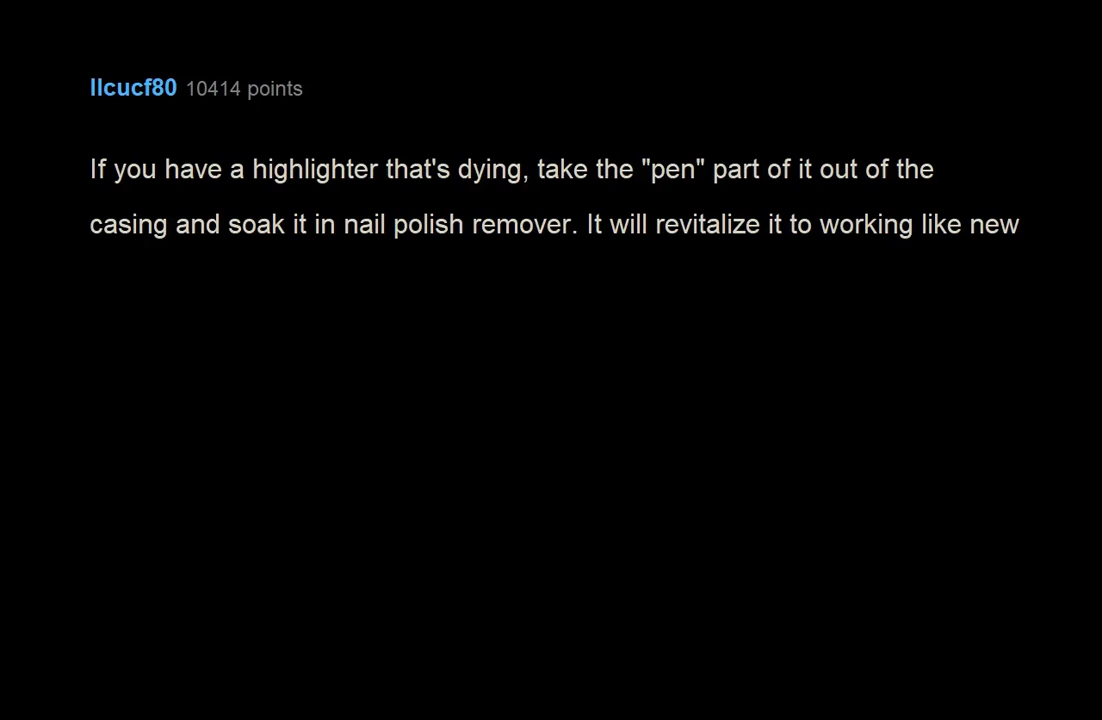 llcucf80 10414 points
If you have a highlighter that's dying, take the "pen" part of it out of the
casing and soak it in nail polish remover. It will revitalize it to working like new